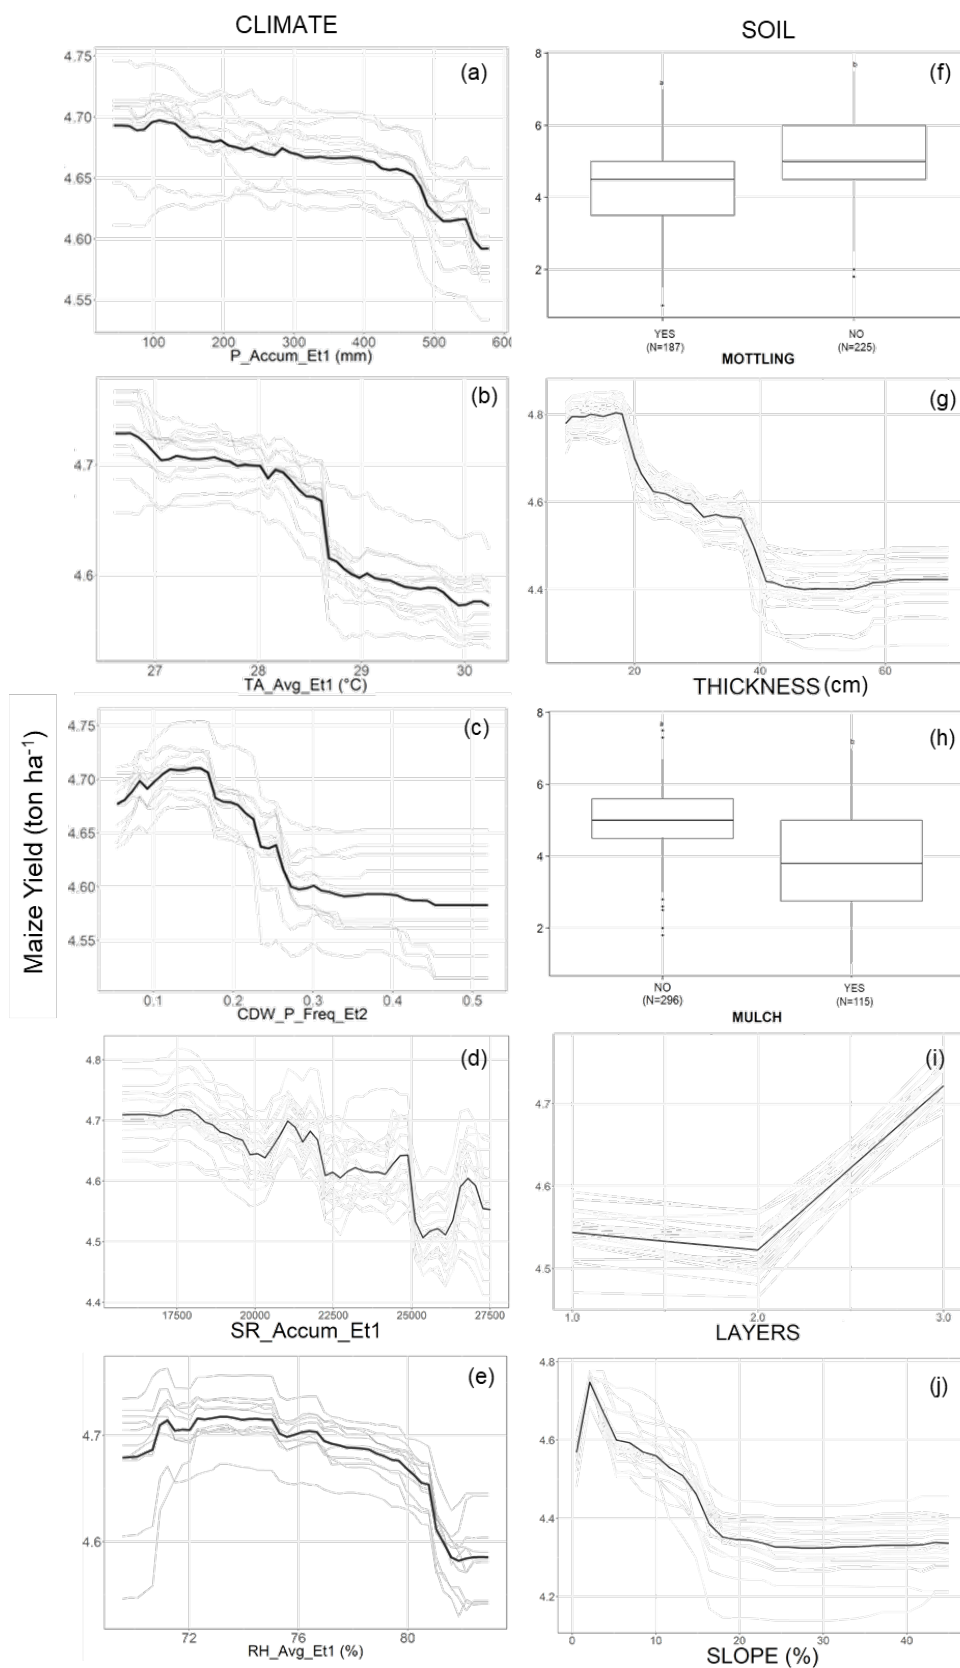 CLIMATE
SOIL
(a)
4.75
4.70
4.65
4.60
4.55
100 200 300 400 500 600
P_Accum_Et1 (mm)
(f)
8
6
4
2
a
b
YES
(N=187)
NO
(N=225)
MOTTLING
(b)
4.7
4.6
27 28 29 30
TA_Avg_Et1 (°C)
(g)
4.8
4.6
4.4
20 40 60
THICKNESS (cm)
Maize Yield (ton ha-1)
(c)
4.75
4.70
4.65
4.60
4.55
0.1 0.2 0.3 0.4 0.5
CDW_P_Freq_Et2
(h)
8
6
4
2
a
b
NO
(N=296)
YES
(N=115)
MULCH
(d)
4.8
4.7
4.6
4.5
4.4
17500 20000 22500 25000 27500
SR_Accum_Et1
(i)
4.7
4.6
4.5
1.0 2.0 3.0
LAYERS
(e)
4.7
4.6
72 76 80
RH_Avg_Et1 (%)
(j)
4.8
4.6
4.4
4.2
0 10 20 30 40
SLOPE (%)